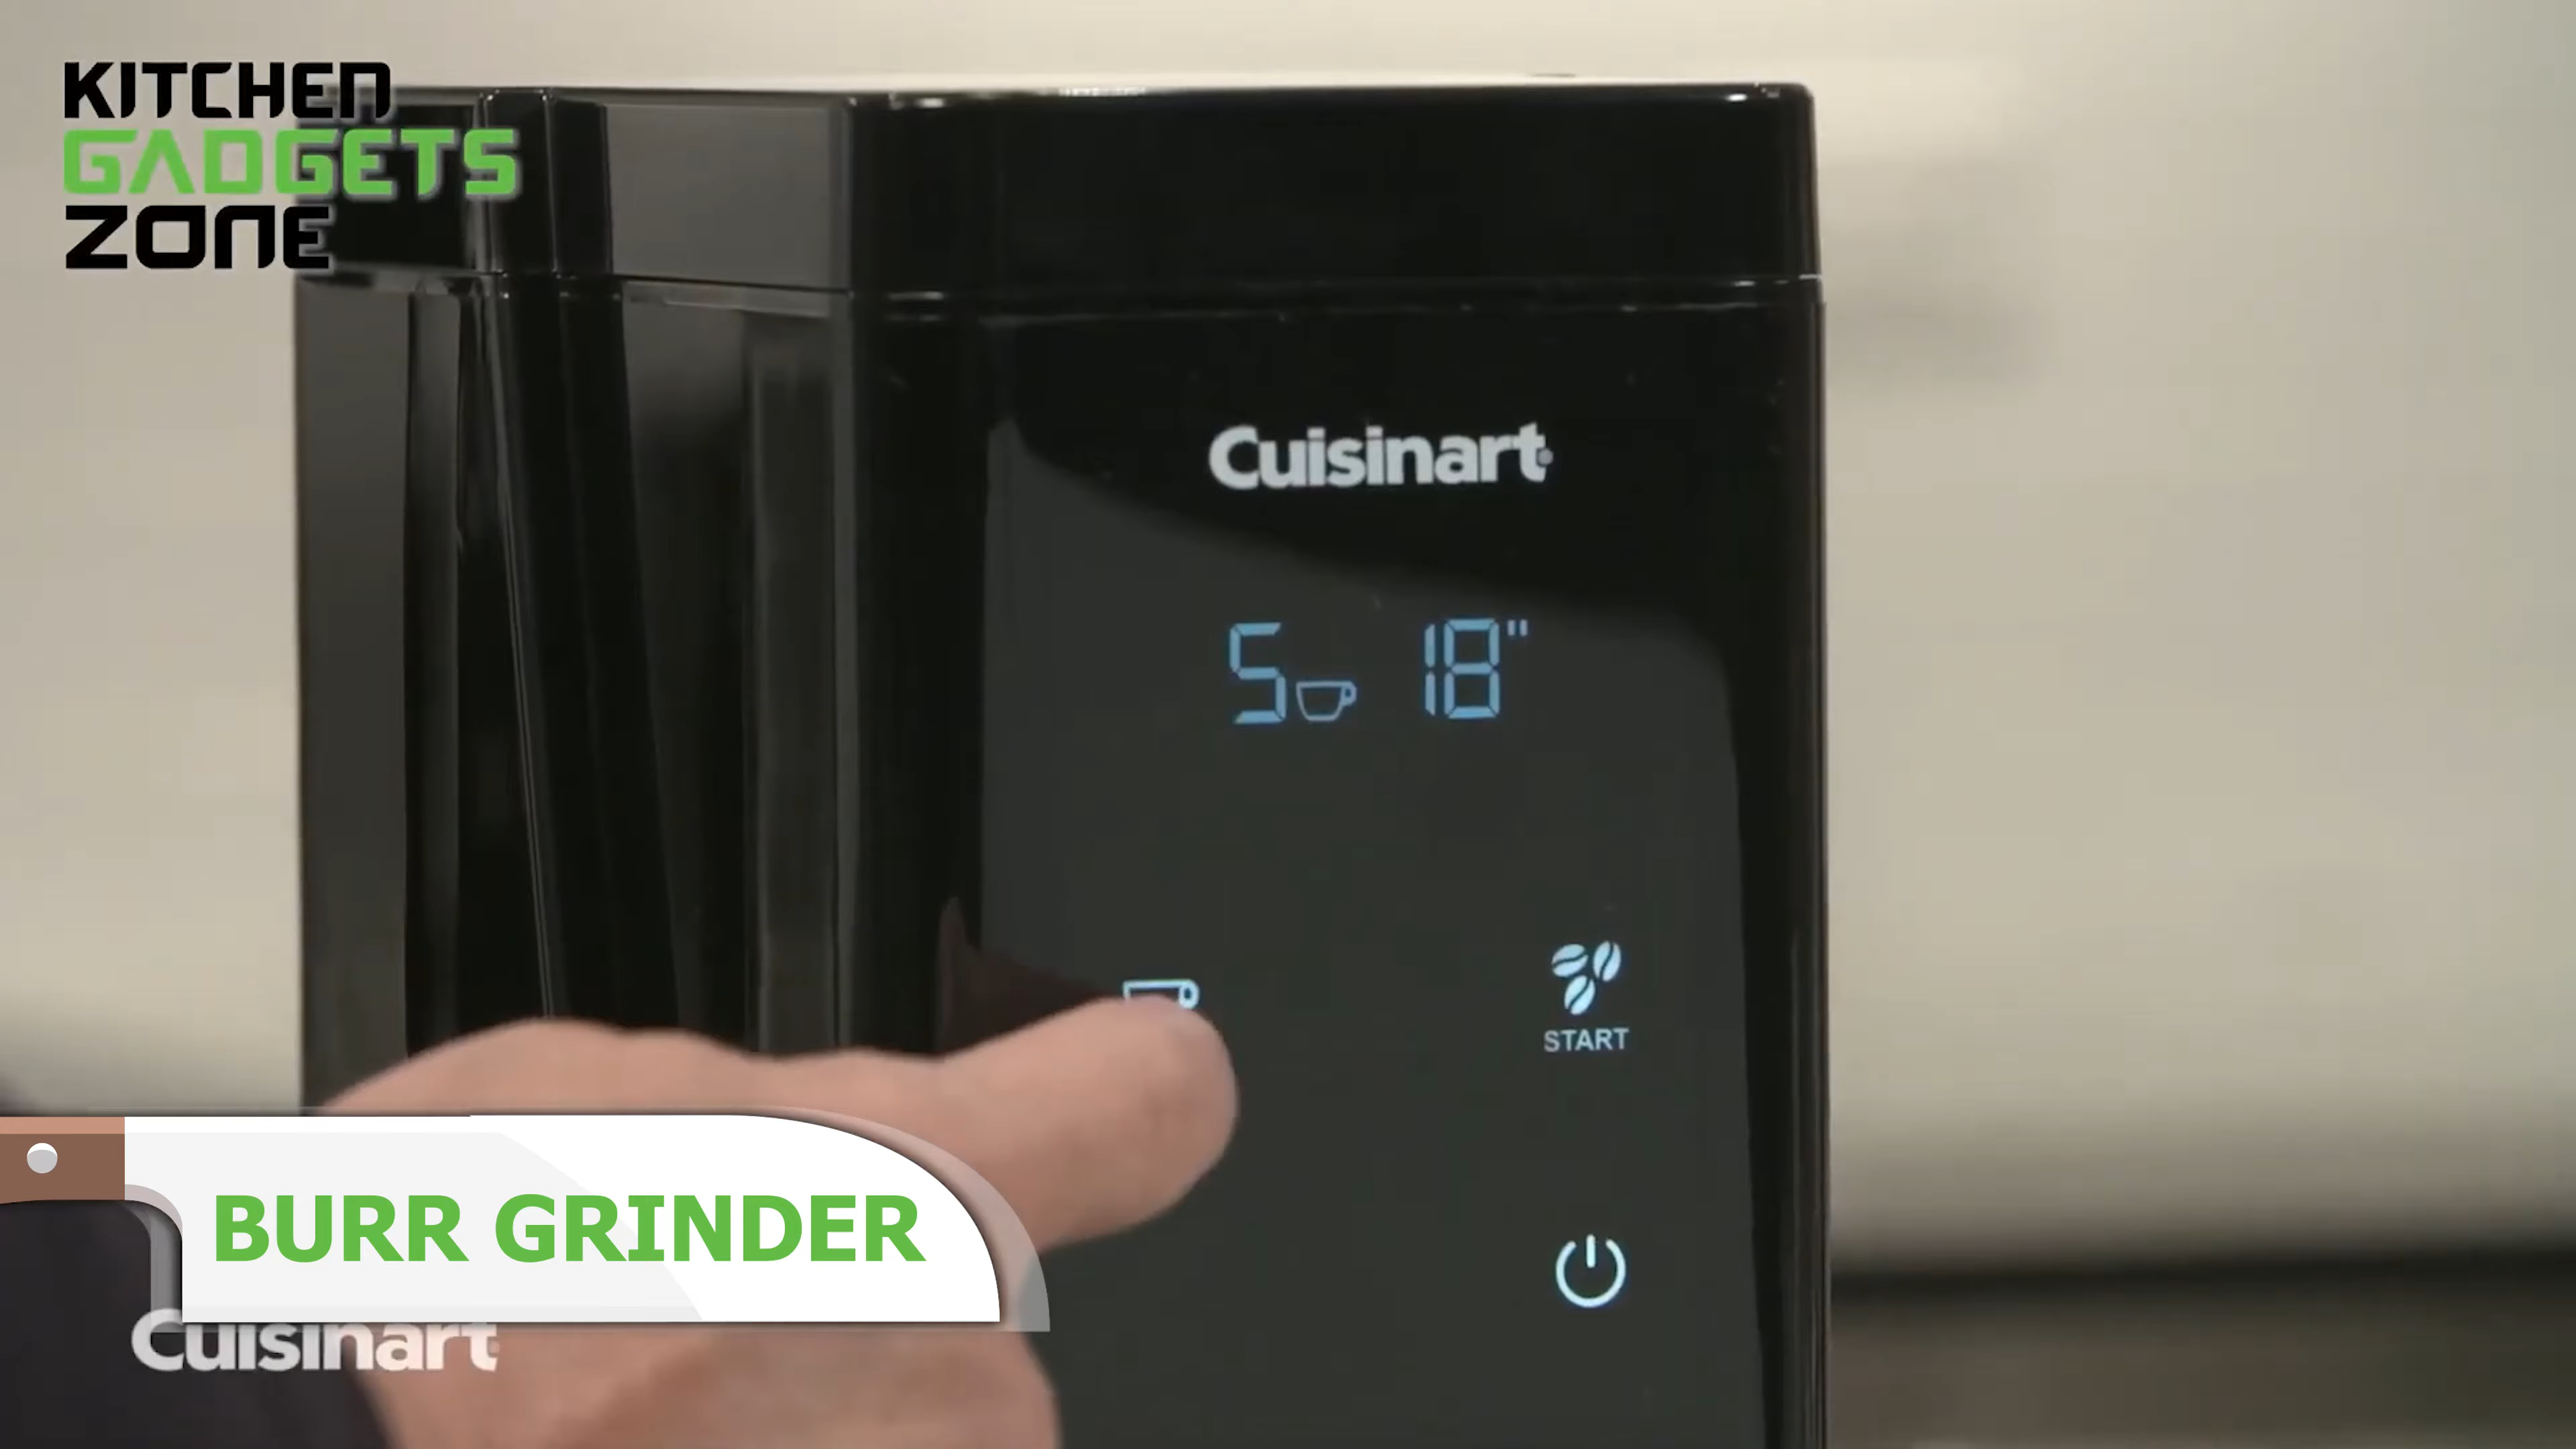 KITCHEN
GADGETS
ZONE
Cuisinart
5 18"
START
BURR GRINDER
Cuisinart